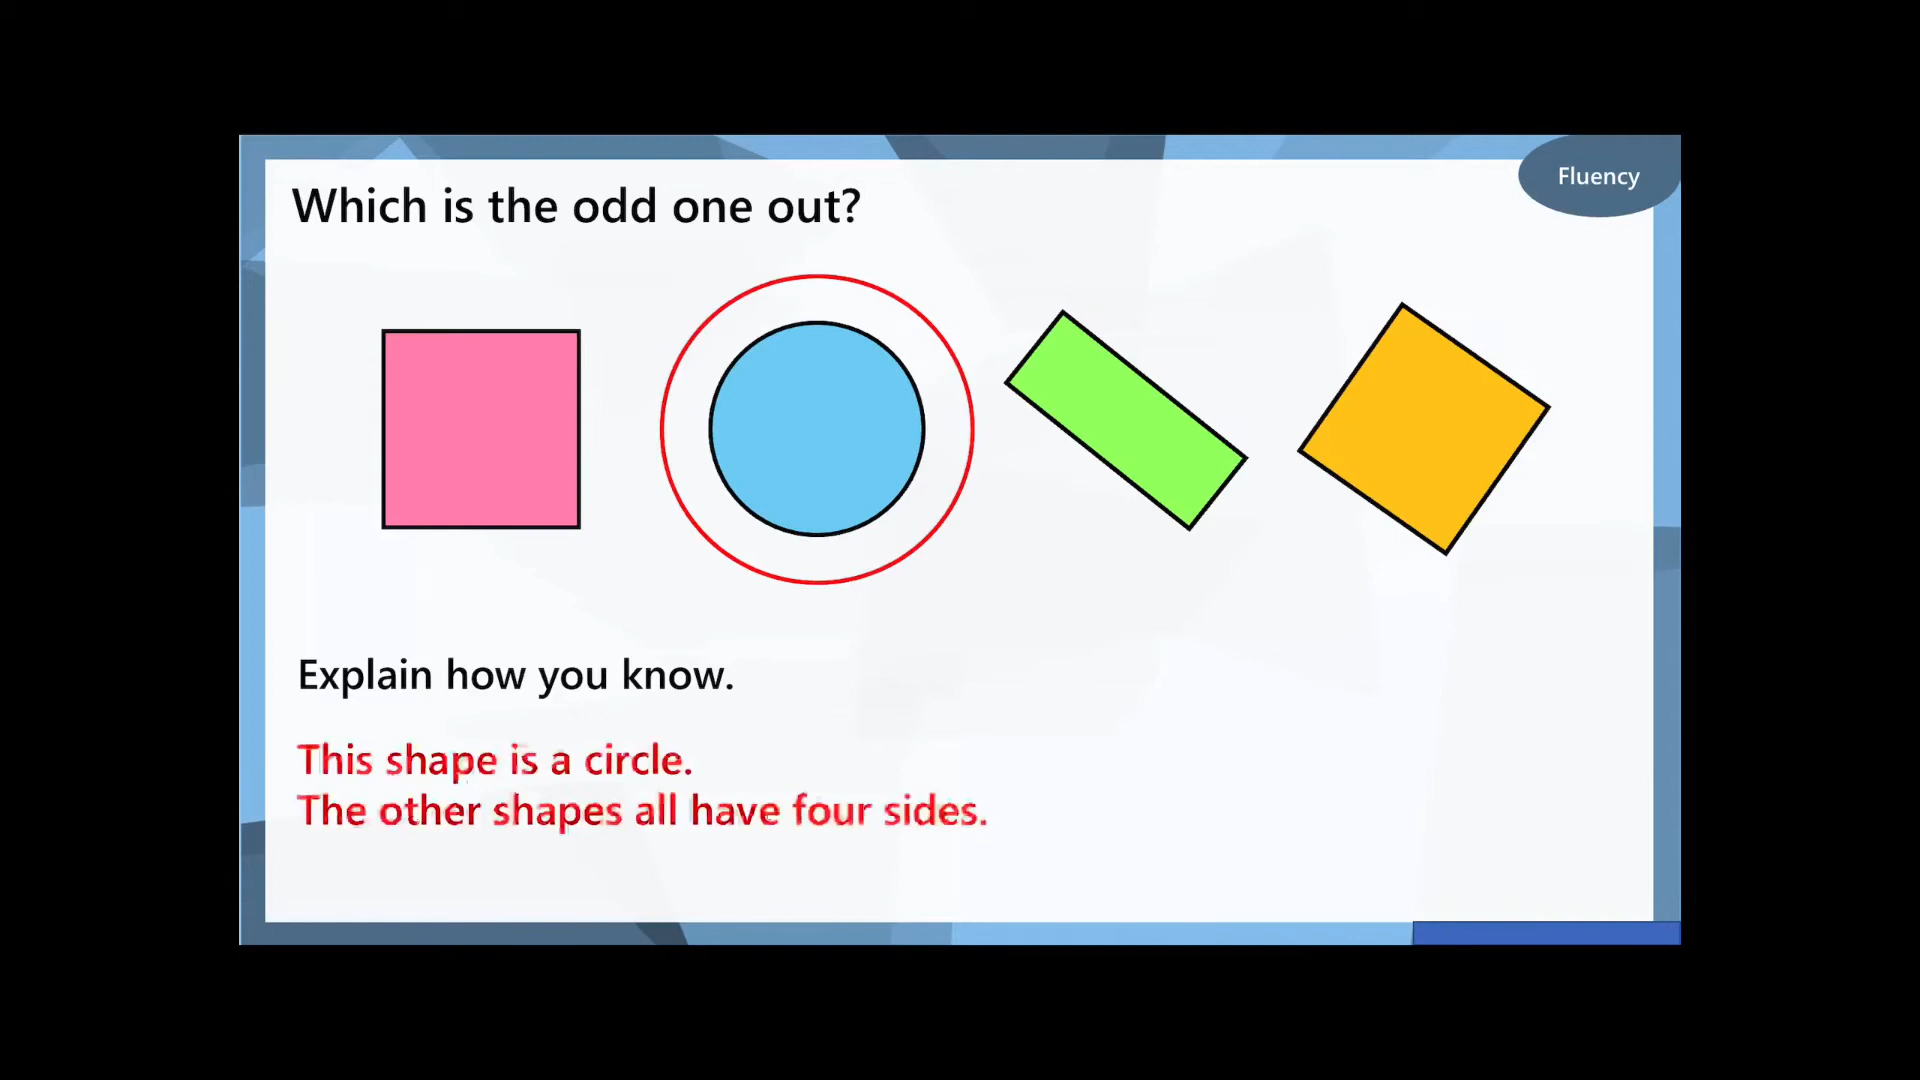 Fluency
Which is the odd one out?
Explain how you know.
This shape is a circle.
The other shapes all have four sides.